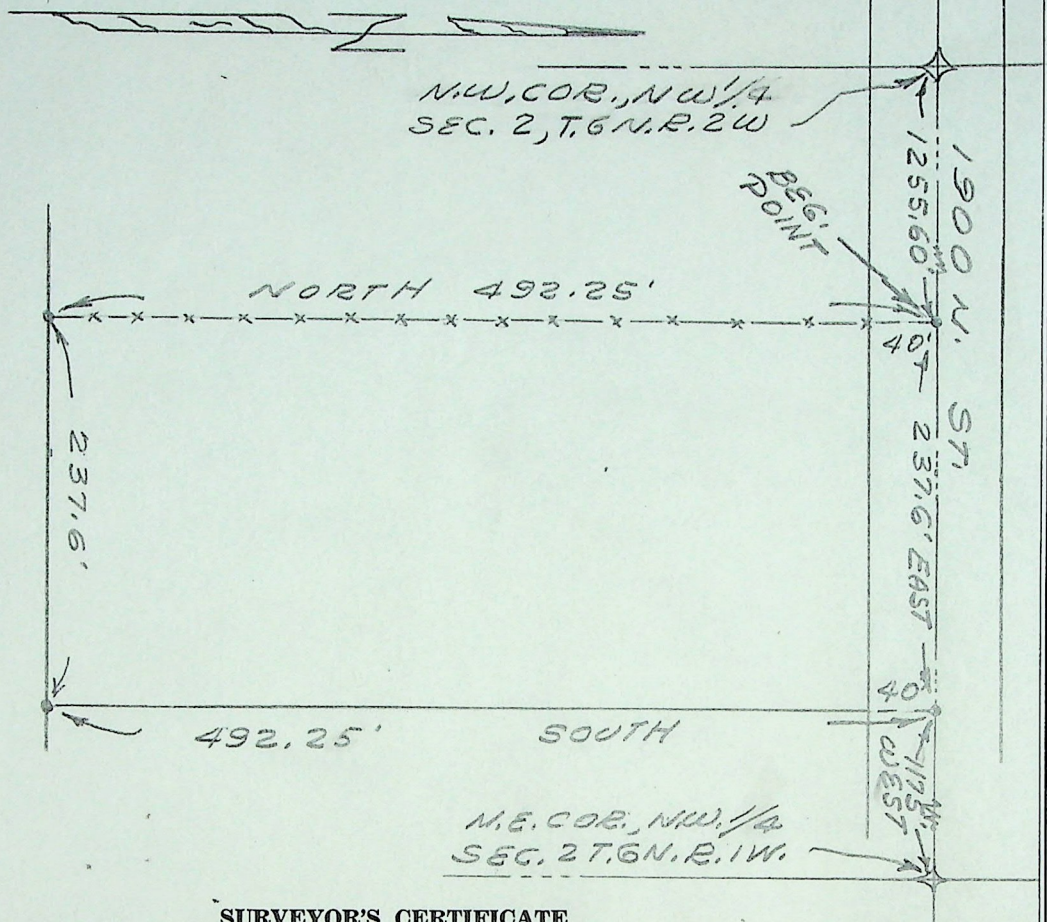 N.W. COR., NW 1/4
SEC. 2, T.6N.R.2W
1255.60'
1900 N. ST.
BEG.
POINT
NORTH 492.25'
40'
237.6'
237.6' EAST
40
492.25' SOUTH
1175'
WEST
N.E. COR., NW. 1/4
SEC. 2 T.6N.R.1W.
SURVEYOR'S CERTIFICATE